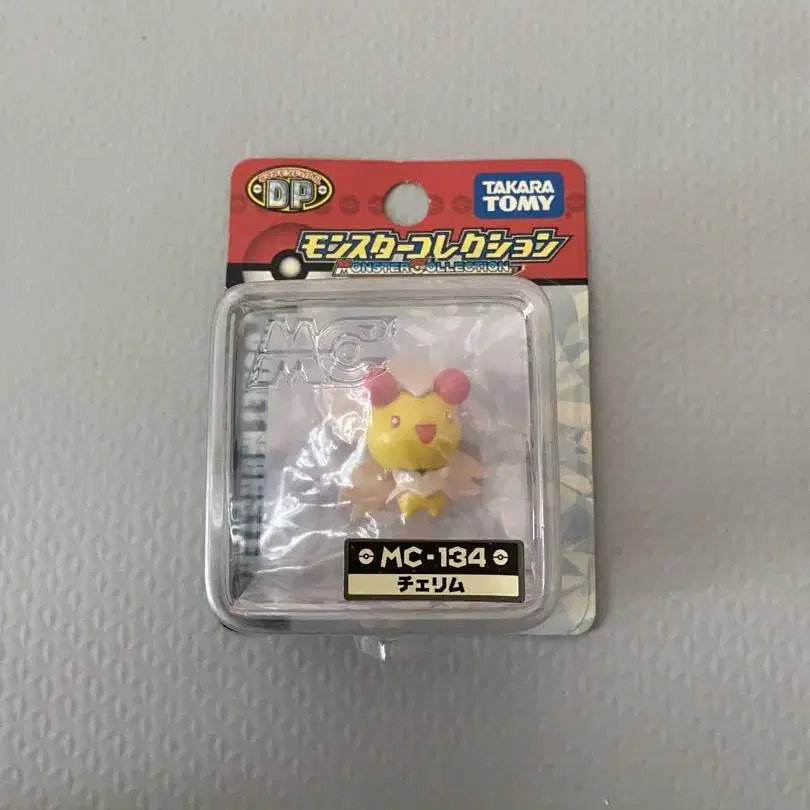 DP
TAKARA
TOMY
モンスターコレクション
MONSTER COLLECTION
MC
MC-134
チェリム